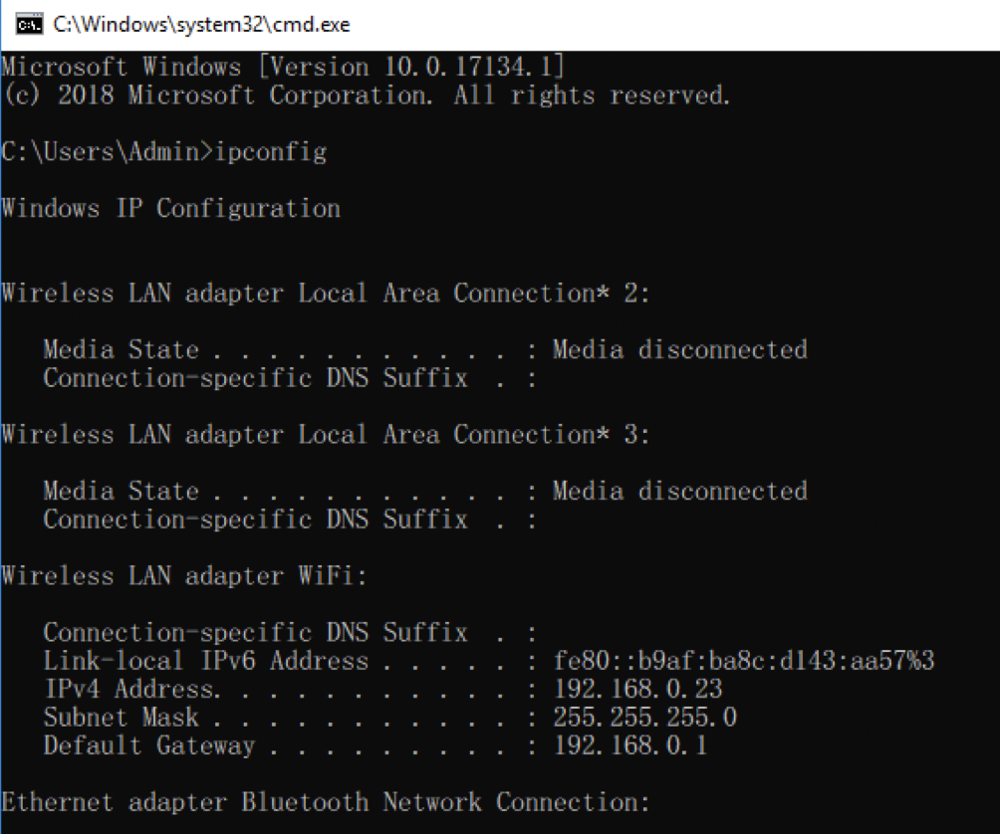 C:\Windows\system32\cmd.exe
Microsoft Windows [Version 10.0.17134.1]
(c) 2018 Microsoft Corporation. All rights reserved.
C:\Users\Admin>ipconfig
Windows IP Configuration
Wireless LAN adapter Local Area Connection* 2:
Media State . . . . . . . . . . . : Media disconnected
Connection-specific DNS Suffix  . :
Wireless LAN adapter Local Area Connection* 3:
Media State . . . . . . . . . . . : Media disconnected
Connection-specific DNS Suffix  . :
Wireless LAN adapter WiFi:
Connection-specific DNS Suffix  . :
Link-local IPv6 Address . . . . . : fe80::b9af:ba8c:d143:aa57%3
IPv4 Address. . . . . . . . . . . : 192.168.0.23
Subnet Mask . . . . . . . . . . . : 255.255.255.0
Default Gateway . . . . . . . . . : 192.168.0.1
Ethernet adapter Bluetooth Network Connection: